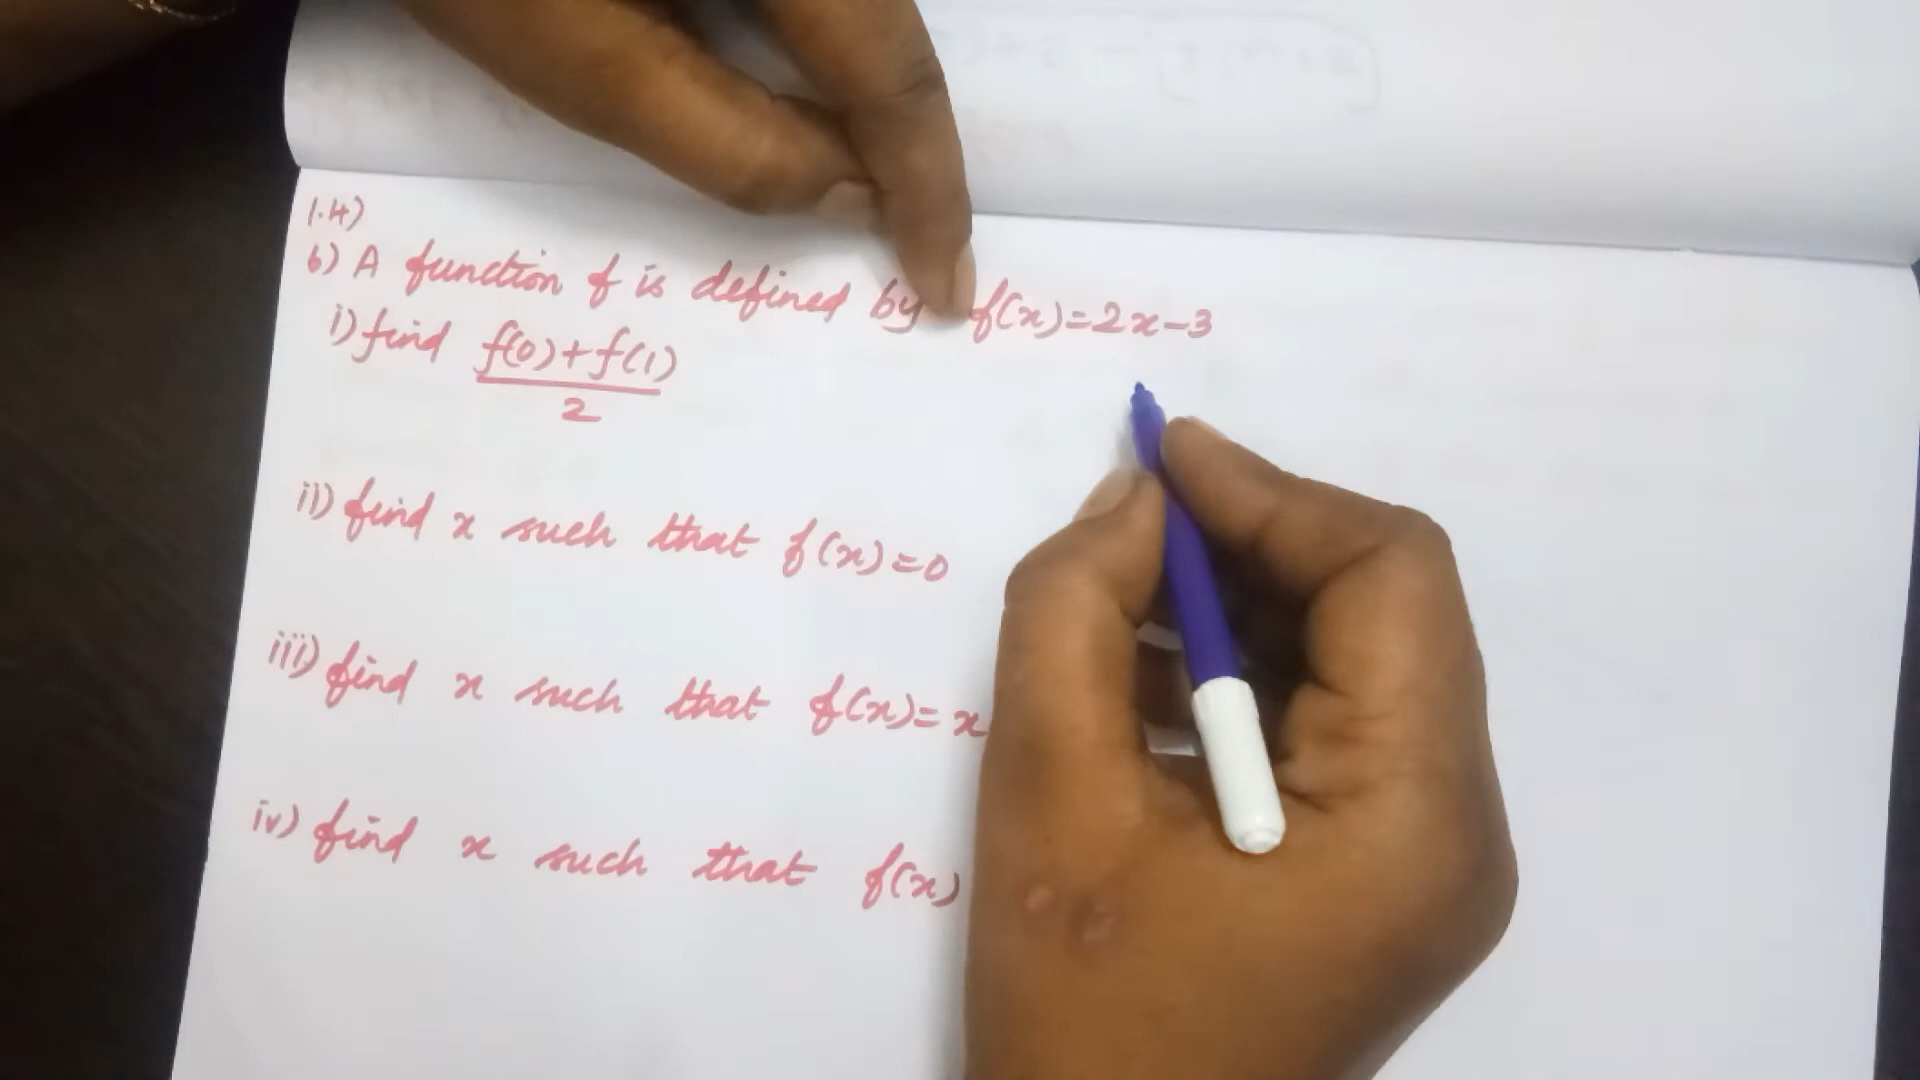 1.4)
6) A function f is defined by f(x)=2x-3
i) find f(0)+f(1)
2
ii) find x such that f(x)=0
iii) find x such that f(x)=x
iv) find x such that f(x)